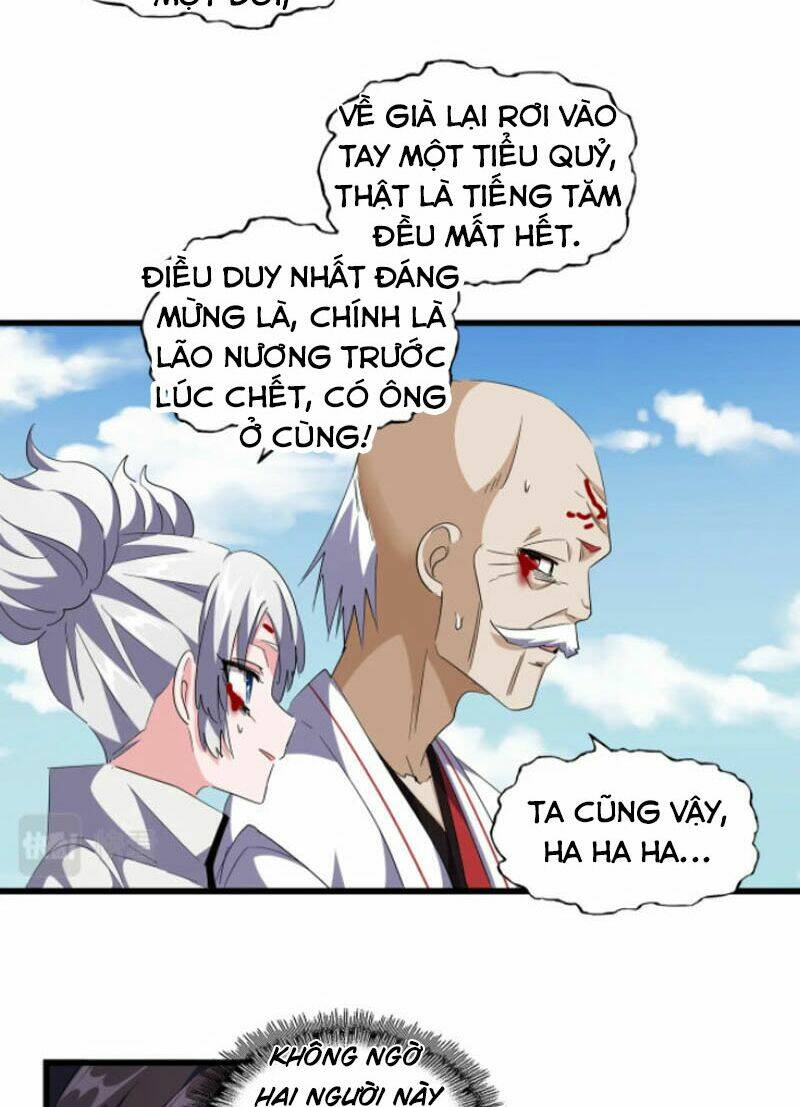 MỘT ĐỜI,
VỀ GIÀ LẠI RƠI VÀO
TAY MỘT TIỂU QUỶ,
THẬT LÀ TIẾNG TĂM
ĐỀU MẤT HẾT.
ĐIỀU DUY NHẤT ĐÁNG
MỪNG LÀ, CHÍNH LÀ
LÃO NƯƠNG TRƯỚC
LÚC CHẾT, CÓ ÔNG
Ở CÙNG!
TA CŨNG VẬY,
HA HA HA...
KHÔNG NGỜ
HAI NGƯỜI NÀY